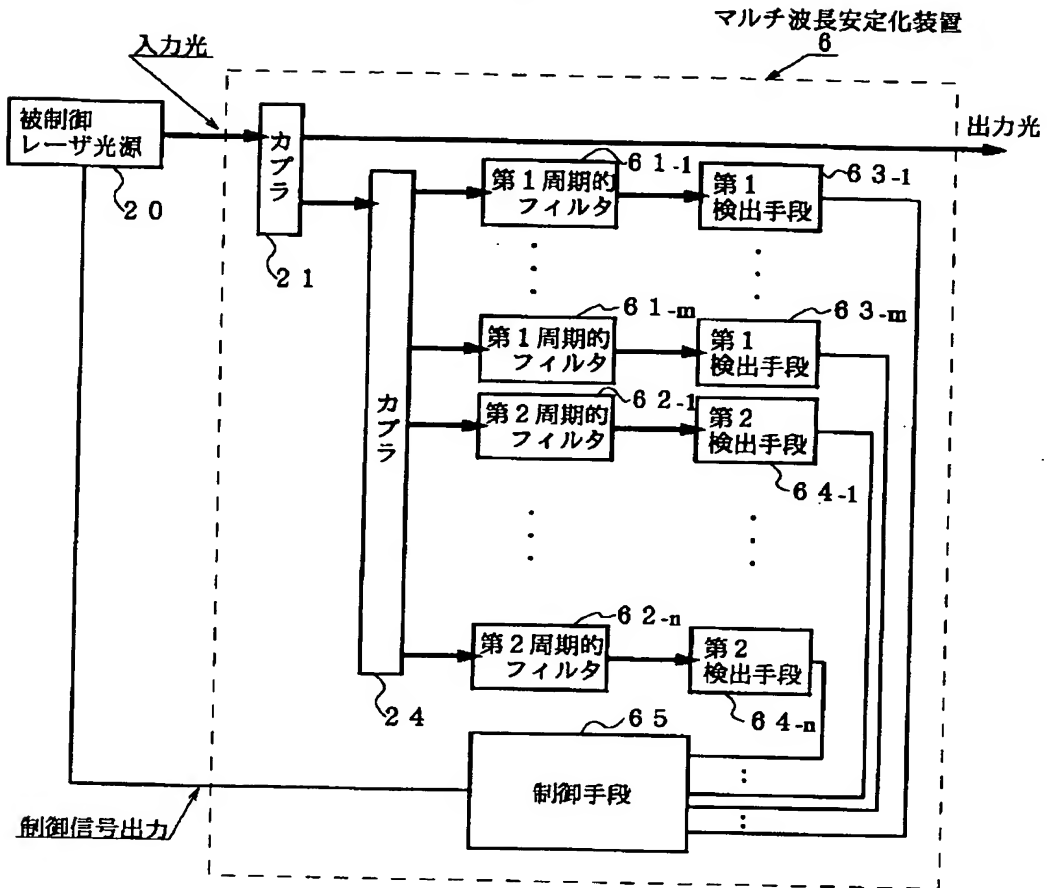 マルチ波長安定化装置
6
入力光
被制御
レーザ光源
20
カプラ
21
出力光
第1周期的
フィルタ
61-1
第1
検出手段
63-1
第1周期的
フィルタ
61-m
第1
検出手段
63-m
カプラ
24
第2周期的
フィルタ
62-1
第2
検出手段
64-1
第2周期的
フィルタ
62-n
第2
検出手段
64-n
65
制御手段
制御信号出力